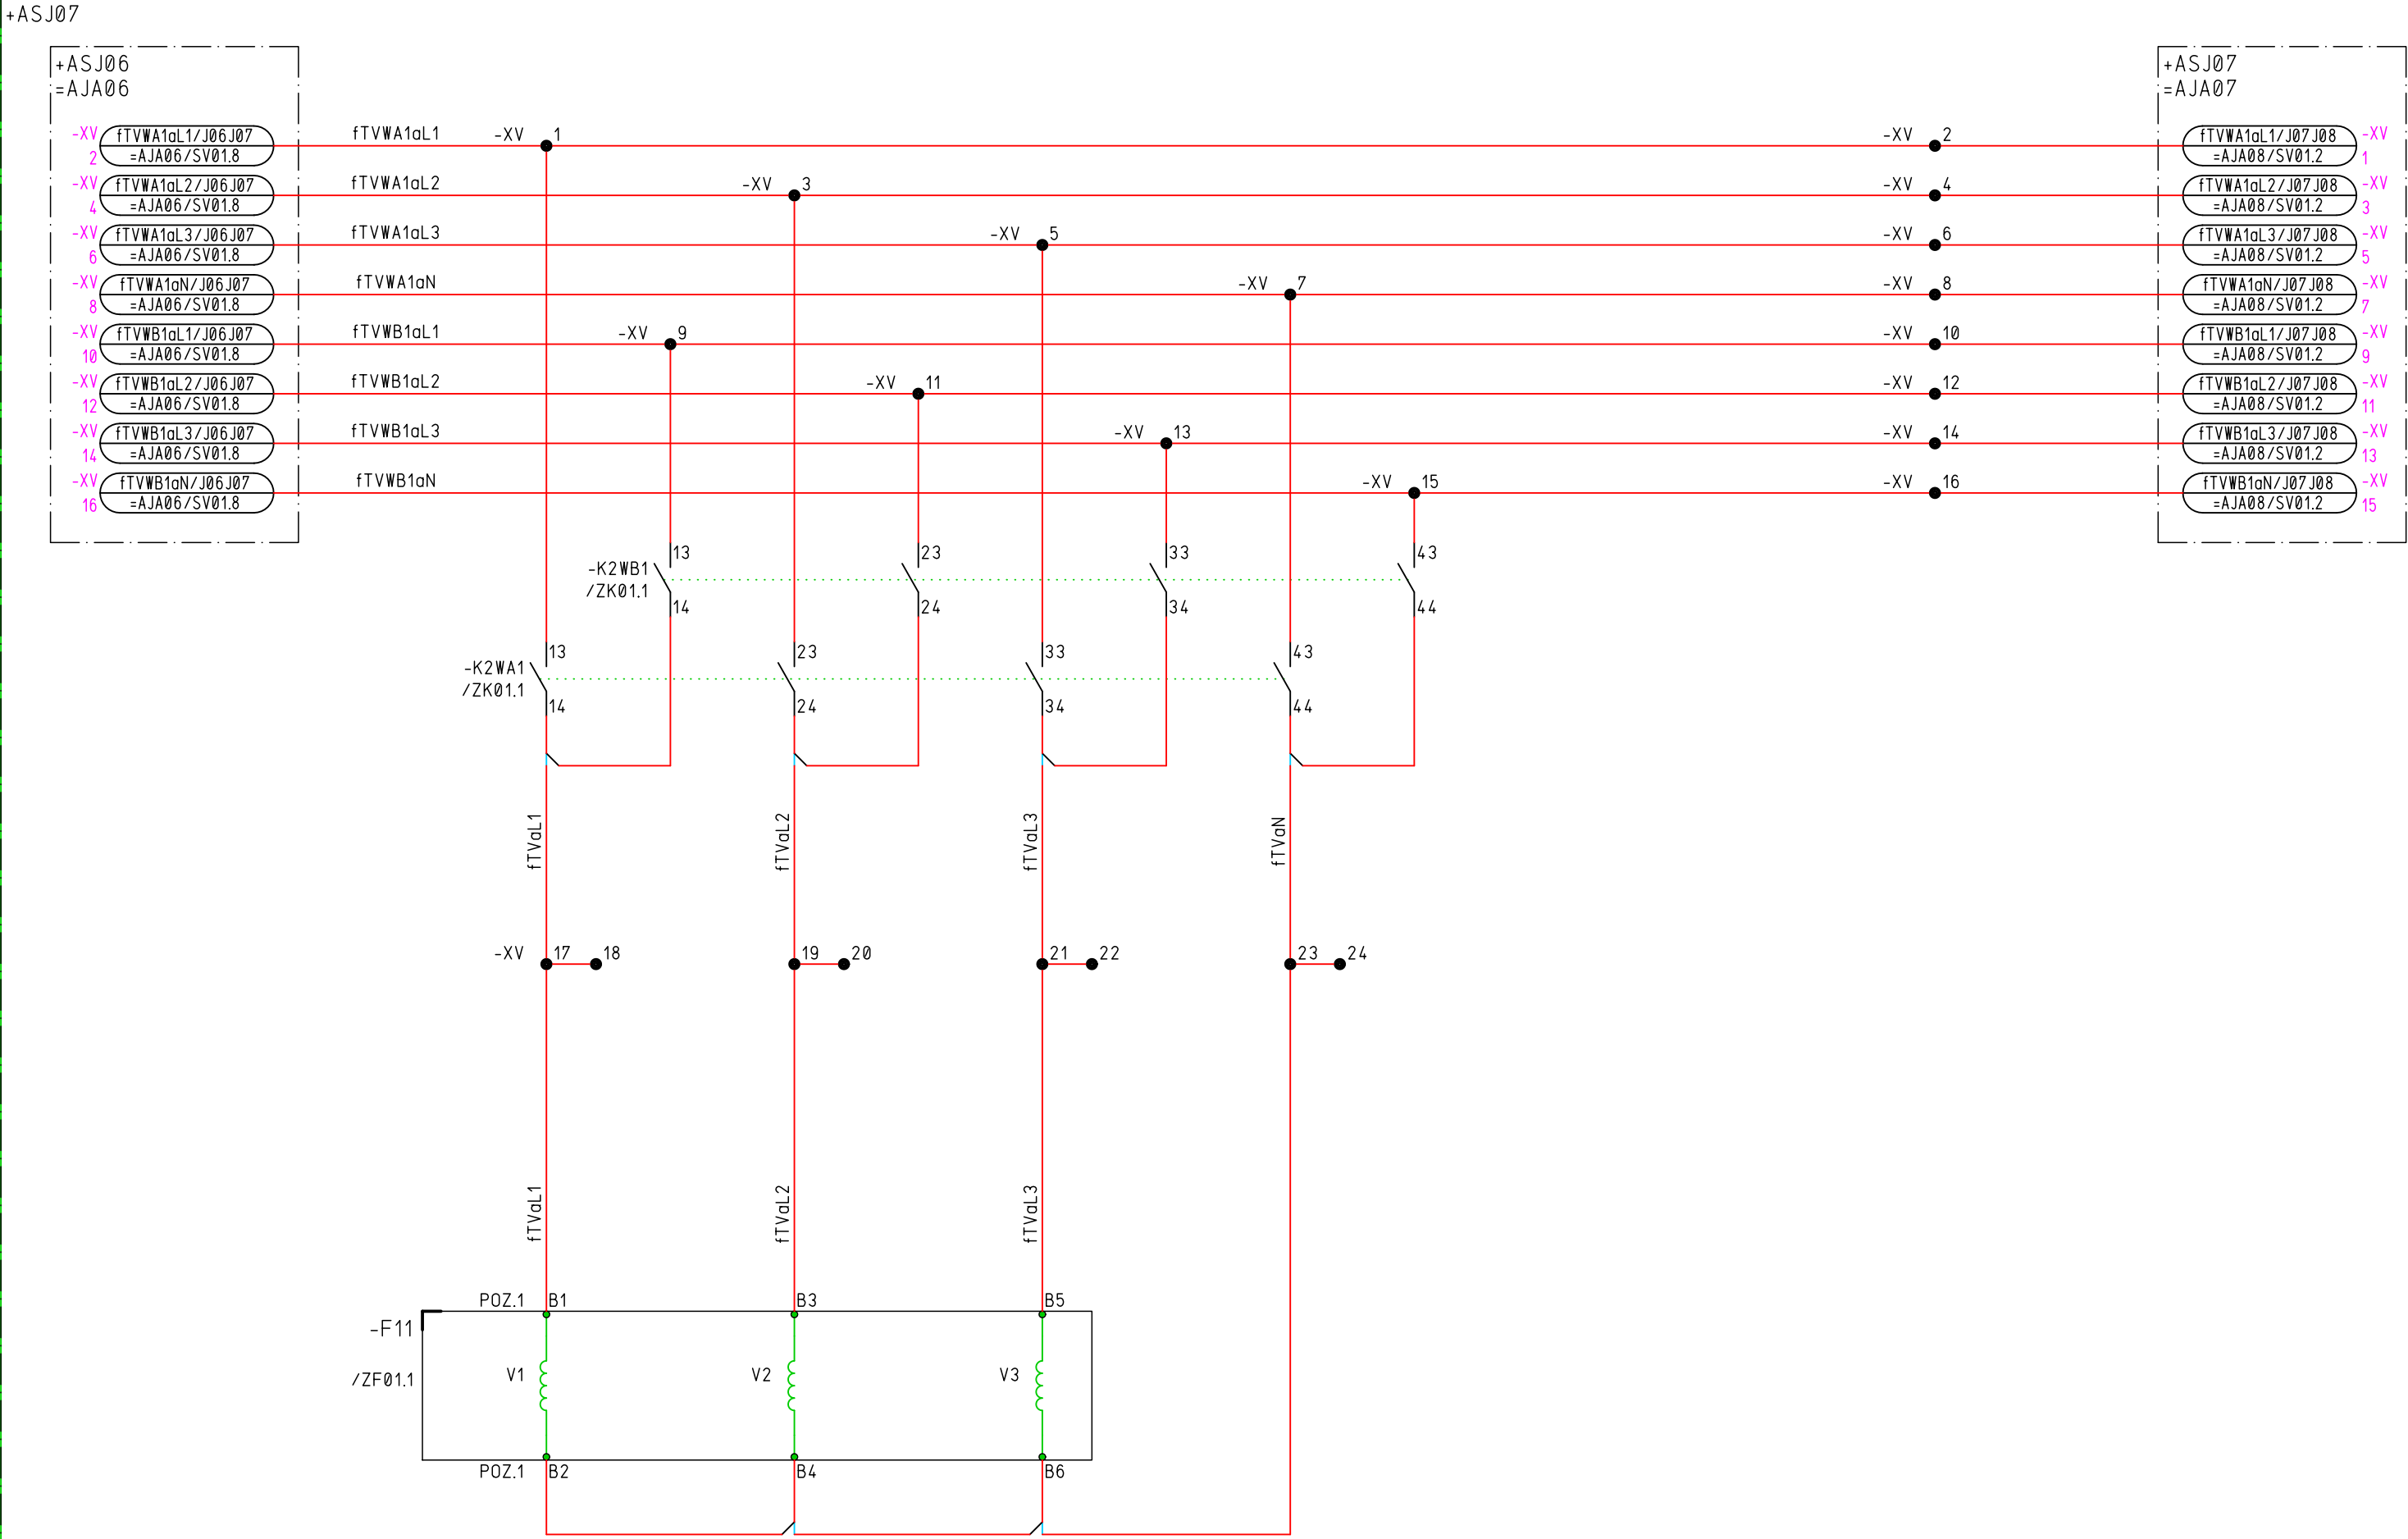 +ASJ07
+ASJ06
=AJA06
+ASJ07
=AJA07
-XV
2
fTVWA1aL1/J06J07
=AJA06/SV01.8
fTVWA1aL1
-XV 1
-XV 2
fTVWA1aL1/J07J08
=AJA08/SV01.2
-XV
1
-XV
4
fTVWA1aL2/J06J07
=AJA06/SV01.8
fTVWA1aL2
-XV 3
-XV 4
fTVWA1aL2/J07J08
=AJA08/SV01.2
-XV
3
-XV
6
fTVWA1aL3/J06J07
=AJA06/SV01.8
fTVWA1aL3
-XV 5
-XV 6
fTVWA1aL3/J07J08
=AJA08/SV01.2
-XV
5
-XV
8
fTVWA1aN/J06J07
=AJA06/SV01.8
fTVWA1aN
-XV 7
-XV 8
fTVWA1aN/J07J08
=AJA08/SV01.2
-XV
7
-XV
10
fTVWB1aL1/J06J07
=AJA06/SV01.8
fTVWB1aL1
-XV 9
-XV 10
fTVWB1aL1/J07J08
=AJA08/SV01.2
-XV
9
-XV
12
fTVWB1aL2/J06J07
=AJA06/SV01.8
fTVWB1aL2
-XV 11
-XV 12
fTVWB1aL2/J07J08
=AJA08/SV01.2
-XV
11
-XV
14
fTVWB1aL3/J06J07
=AJA06/SV01.8
fTVWB1aL3
-XV 13
-XV 14
fTVWB1aL3/J07J08
=AJA08/SV01.2
-XV
13
-XV
16
fTVWB1aN/J06J07
=AJA06/SV01.8
fTVWB1aN
-XV 15
-XV 16
fTVWB1aN/J07J08
=AJA08/SV01.2
-XV
15
13 23 33 43
-K2WB1
/ZK01.1
14 24 34 44
13 23 33 43
-K2WA1
/ZK01.1
14 24 34 44
fTVaL1
fTVaL2
fTVaL3
fTVaN
-XV 17 18 19 20 21 22 23 24
fTVaL1
fTVaL2
fTVaL3
POZ.1 B1 B3 B5
-F11
/ZF01.1
V1 V2 V3
POZ.1 B2 B4 B6